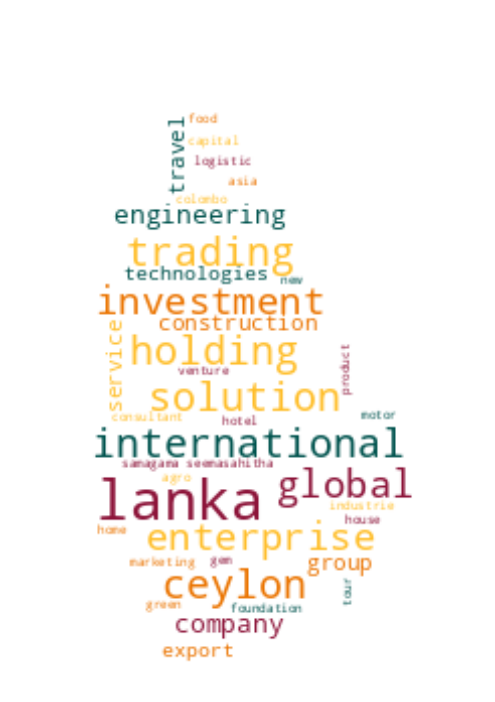 food
travel
capital
logistic
asia
colombo
engineering
trading
technologies
new
investment
construction
service
holding
product
venture
solution
consultant
motor
hotel
international
samagama seemasahitha
agro
global
lanka
industrie
house
home
enterprise
marketing
gem
group
ceylon
tour
green
foundation
company
export